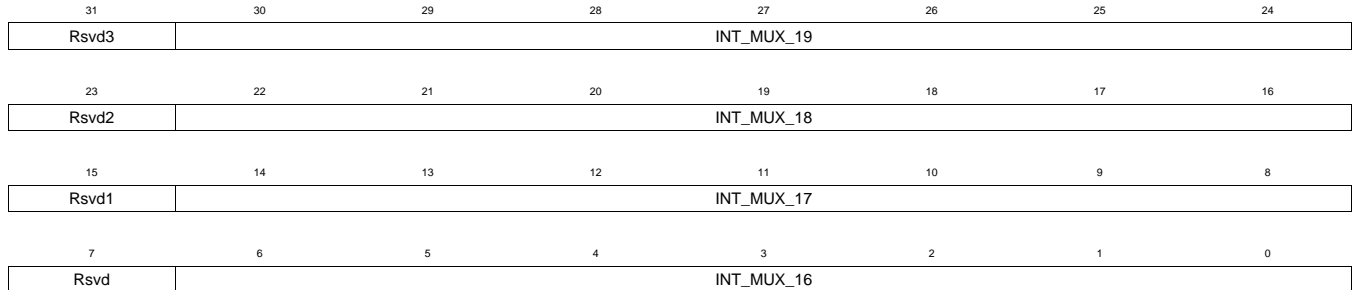 31 30 29 28 27 26 25 24
Rsvd3 INT_MUX_19
23 22 21 20 19 18 17 16
Rsvd2 INT_MUX_18
15 14 13 12 11 10 9 8
Rsvd1 INT_MUX_17
7 6 5 4 3 2 1 0
Rsvd INT_MUX_16